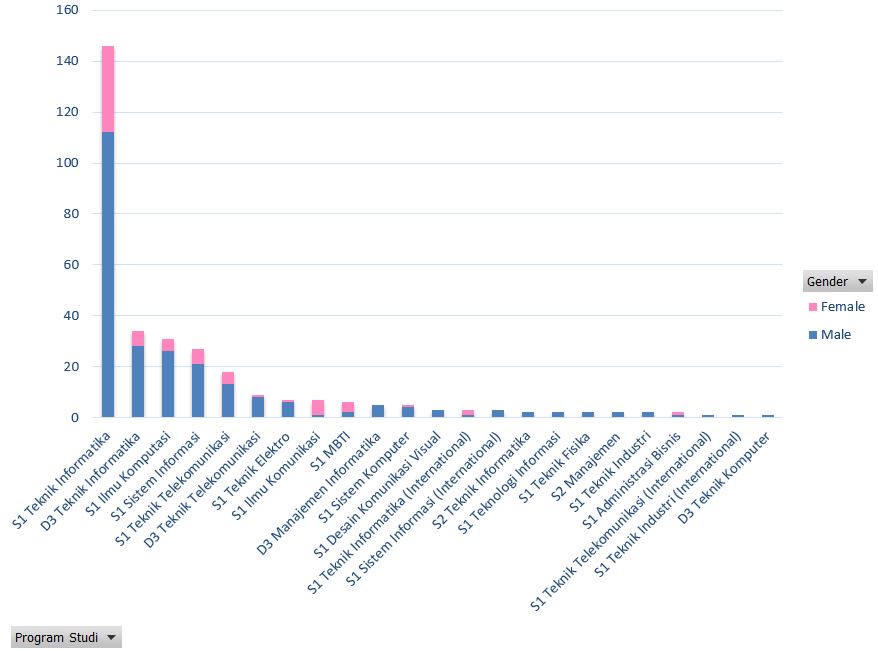 160
140
120
100
80
60
40
20
0
Gender
Female
Male
S1 Teknik Informatika
D3 Teknik Informatika
S1 Ilmu Komputasi
S1 Sistem Informasi
S1 Teknik Telekomunikasi
D3 Teknik Telekomunikasi
S1 Teknik Elektro
S1 Ilmu Komunikasi
S1 MBTI
D3 Manajemen Informatika
S1 Sistem Komputer
S1 Desain Komunikasi Visual
S1 Teknik Informatika (International)
S1 Sistem Informasi (International)
S2 Teknik Informatika
S1 Teknologi Informasi
S1 Teknik Fisika
S2 Manajemen
S1 Teknik Industri
S1 Administrasi Bisnis
S1 Teknik Telekomunikasi (International)
S1 Teknik Industri (International)
D3 Teknik Komputer
Program Studi